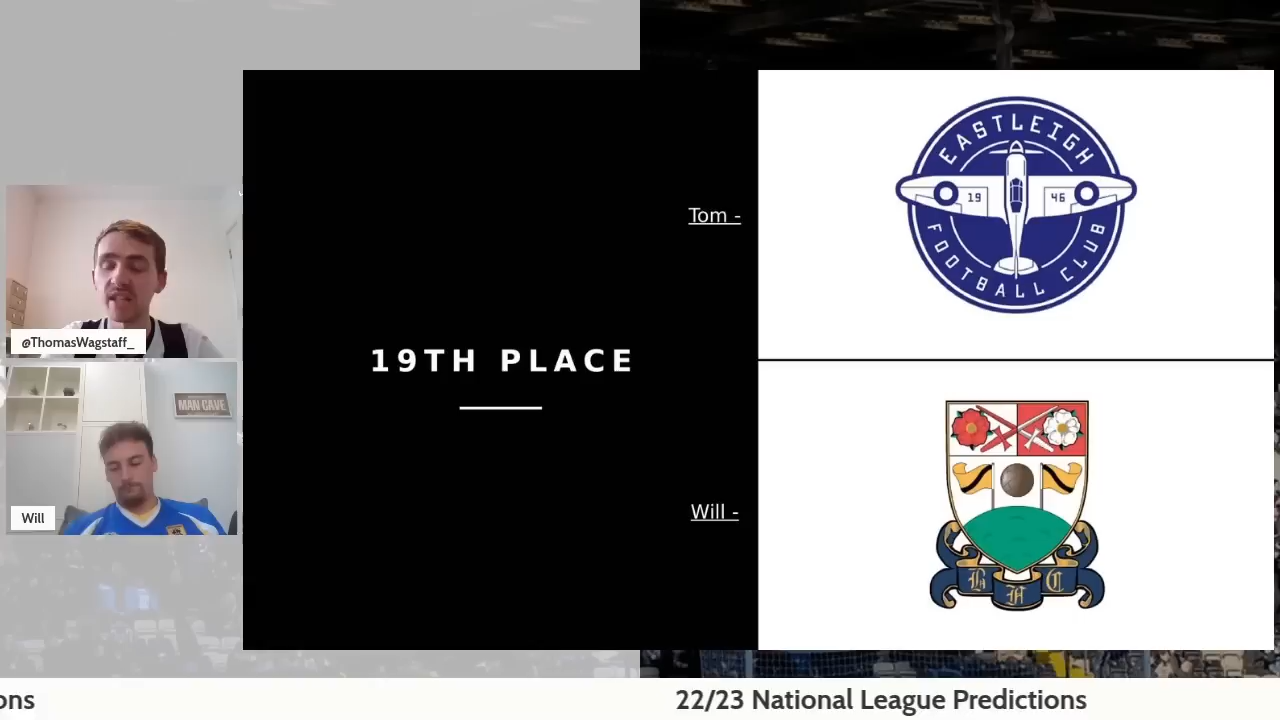 EASTLEIGH
19 46
FOOTBALL CLUB
Tom -
@ThomasWagstaff_
19TH PLACE
MAN CAVE
Will
Will -
B F C
ons
22/23 National League Predictions